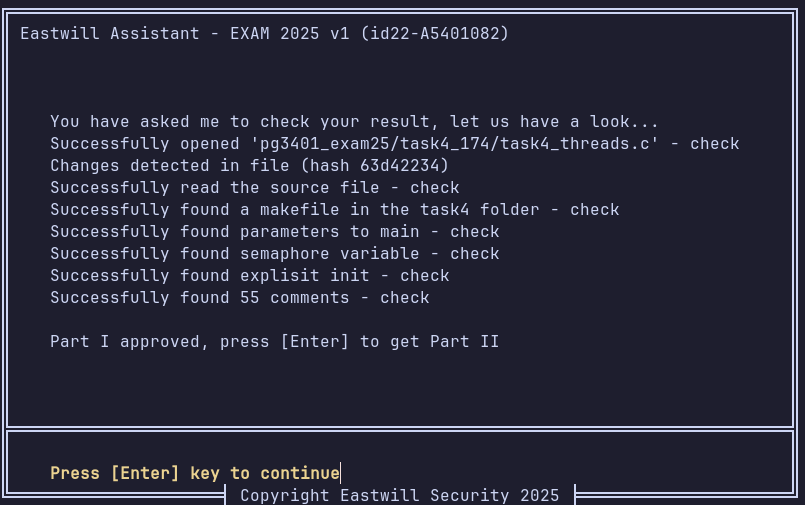 Eastwill Assistant - EXAM 2025 v1 (id22-A5401082)
You have asked me to check your result, let us have a look...
Successfully opened 'pg3401_exam25/task4_174/task4_threads.c' - check
Changes detected in file (hash 63d42234)
Successfully read the source file - check
Successfully found a makefile in the task4 folder - check
Successfully found parameters to main - check
Successfully found semaphore variable - check
Successfully found explisit init - check
Successfully found 55 comments - check
Part I approved, press [Enter] to get Part II
Press [Enter] key to continue
Copyright Eastwill Security 2025